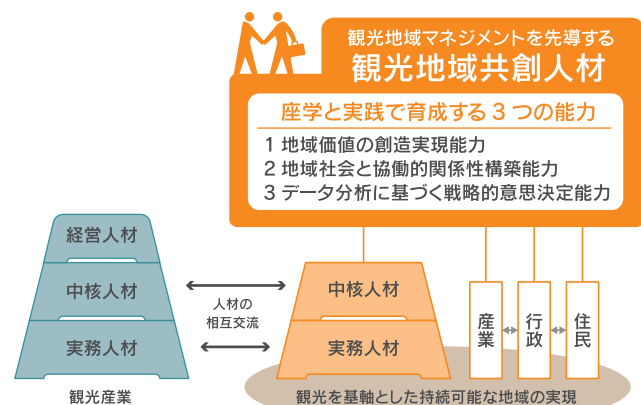 観光地域マネジメントを先導する
観光地域共創人材
座学と実践で育成する3つの能力
1 地域価値の創造実現能力
2 地域社会と協働的関係性構築能力
3 データ分析に基づく戦略的意思決定能力
経営人材
中核人材
実務人材
観光産業
人材の
相互交流
中核人材
実務人材
産業
行政
住民
観光を基軸とした持続可能な地域の実現